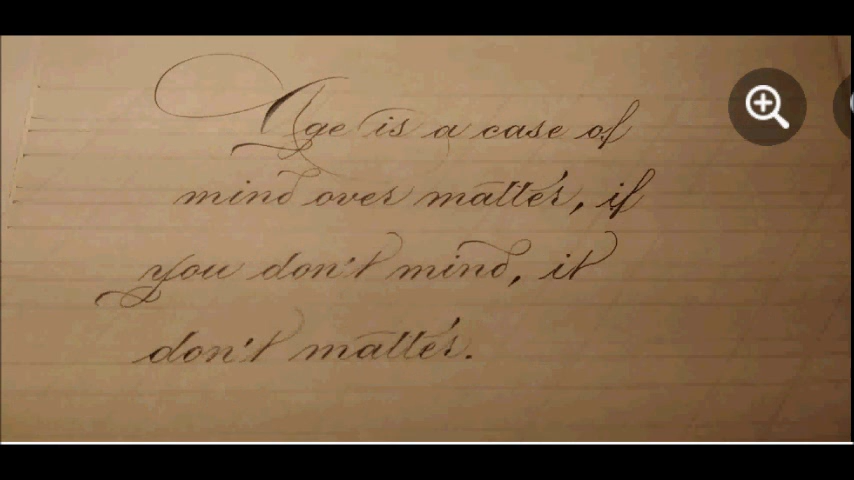 Age is a case of
mind over matter, if
you don't mind, it
don't matter.